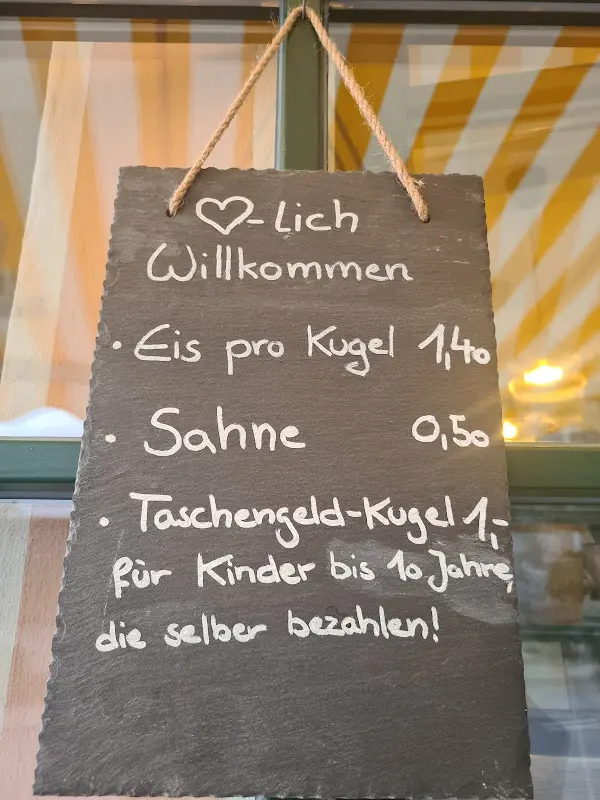 ♡-lich
Willkommen
· Eis pro Kugel 1,40
· Sahne 0,50
· Taschengeld-Kugel 1,-
für Kinder bis 10 Jahre,
die selber bezahlen!